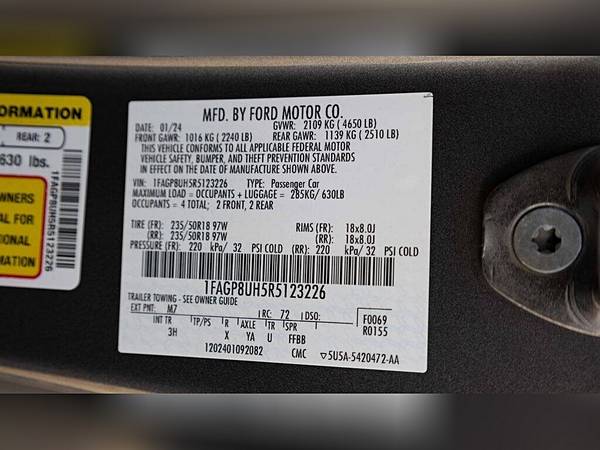 FORMATION
REAR: 2
630 lbs.
WNERS
AL FOR
TIONAL
ATION
1FAGP8UH5R5123226
MFD. BY FORD MOTOR CO.
DATE: 01/24 GVWR: 2109 KG ( 4650 LB)
FRONT GAWR: 1016 KG ( 2240 LB) REAR GAWR: 1139 KG ( 2510 LB)
THIS VEHICLE CONFORMS TO ALL APPLICABLE FEDERAL MOTOR
VEHICLE SAFETY, BUMPER, AND THEFT PREVENTION STANDARDS
IN EFFECT ON THE DATE OF MANUFACTURE SHOWN ABOVE.
VIN: 1FAGP8UH5R5123226 TYPE: Passenger Car
MAXIMUM LOAD = OCCUPANTS + LUGGAGE = 285KG/ 630LB
OCCUPANTS = 4 TOTAL: 2 FRONT, 2 REAR
TIRE (FR): 235/50R18 97W RIMS (FR): 18x8.0J
(RR): 235/50R18 97W (RR): 18x8.0J
PRESSURE (FR): 220 kPa/ 32 PSI COLD (RR): 220 kPa/ 32 PSI COLD
1FAGP8UH5R5123226
TRAILER TOWING - SEE OWNER GUIDE
EXT PNT: M7 RC: 72 DSO: F0069
R0155
INT TR TP/PS R AXLE TR SPR
3H X YA U FFBB
1202401092082 CMC ▽5U5A-5420472-AA